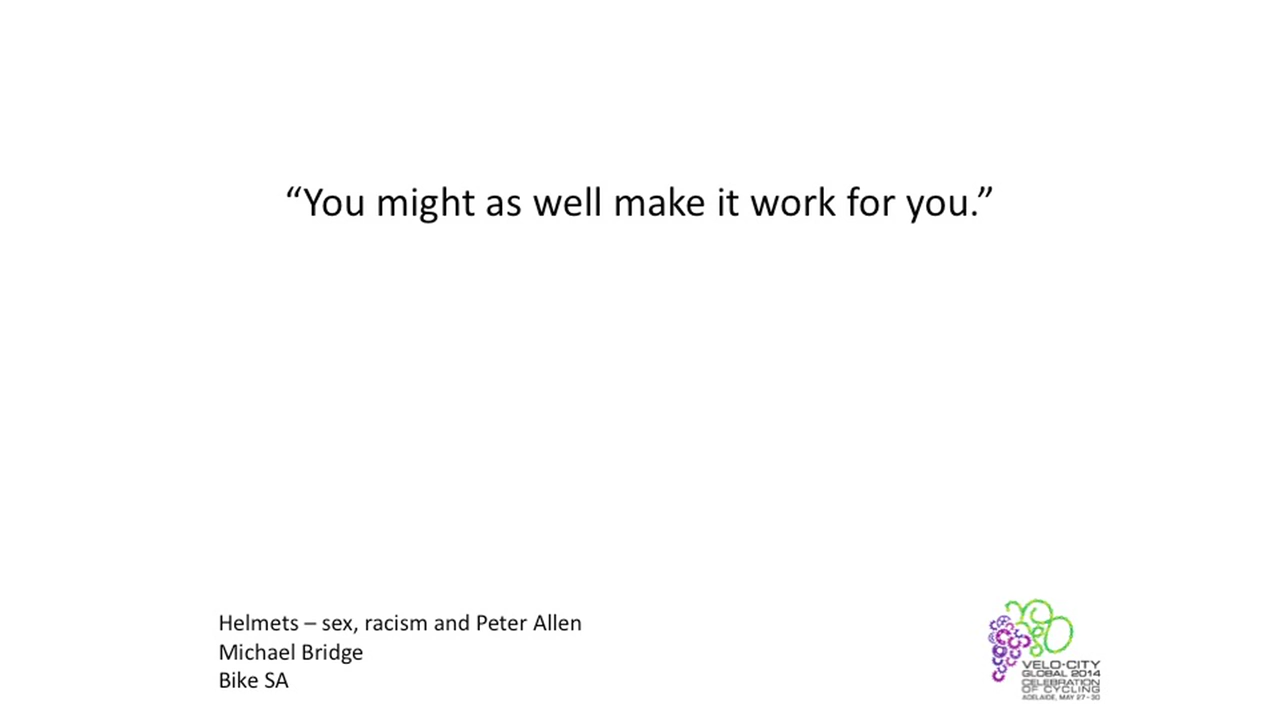 “You might as well make it work for you.”
Helmets – sex, racism and Peter Allen
Michael Bridge
Bike SA
VELO-CITY
GLOBAL 2014
CELEBRATION
OF CYCLING
ADELAIDE, MAY 27-30